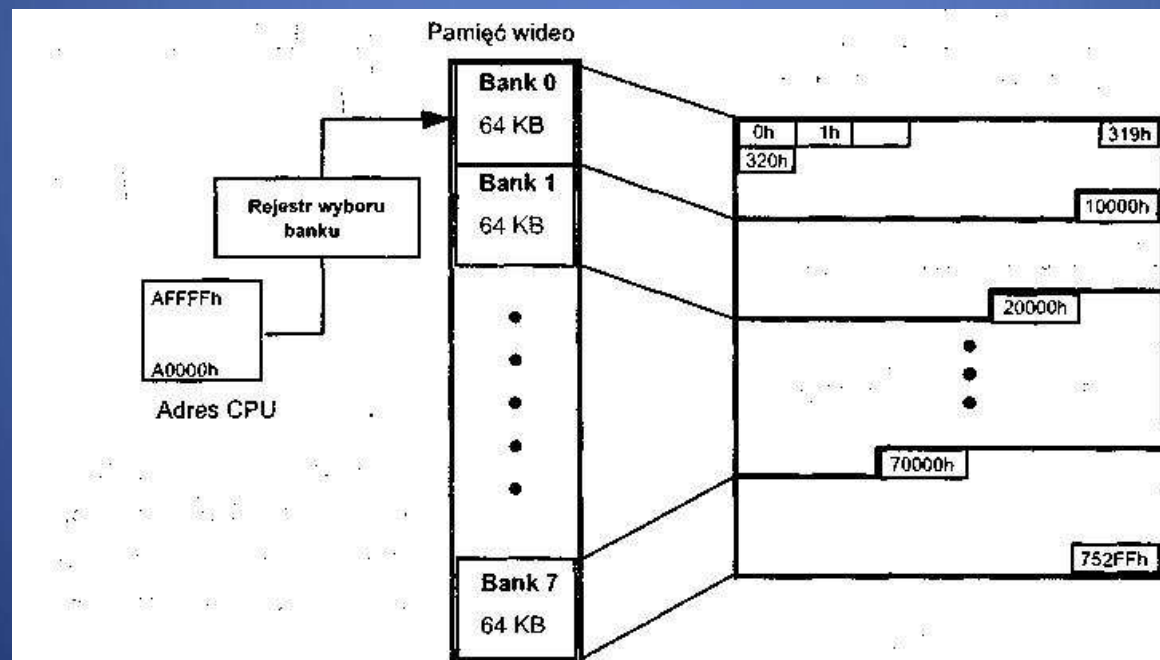 Pamięć wideo
Bank 0
64 KB
Bank 1
64 KB
Rejestr wyboru
banku
AFFFFh
A0000h
Adres CPU
Bank 7
64 KB
0h 1h 319h
320h
10000h
20000h
70000h
752FFh